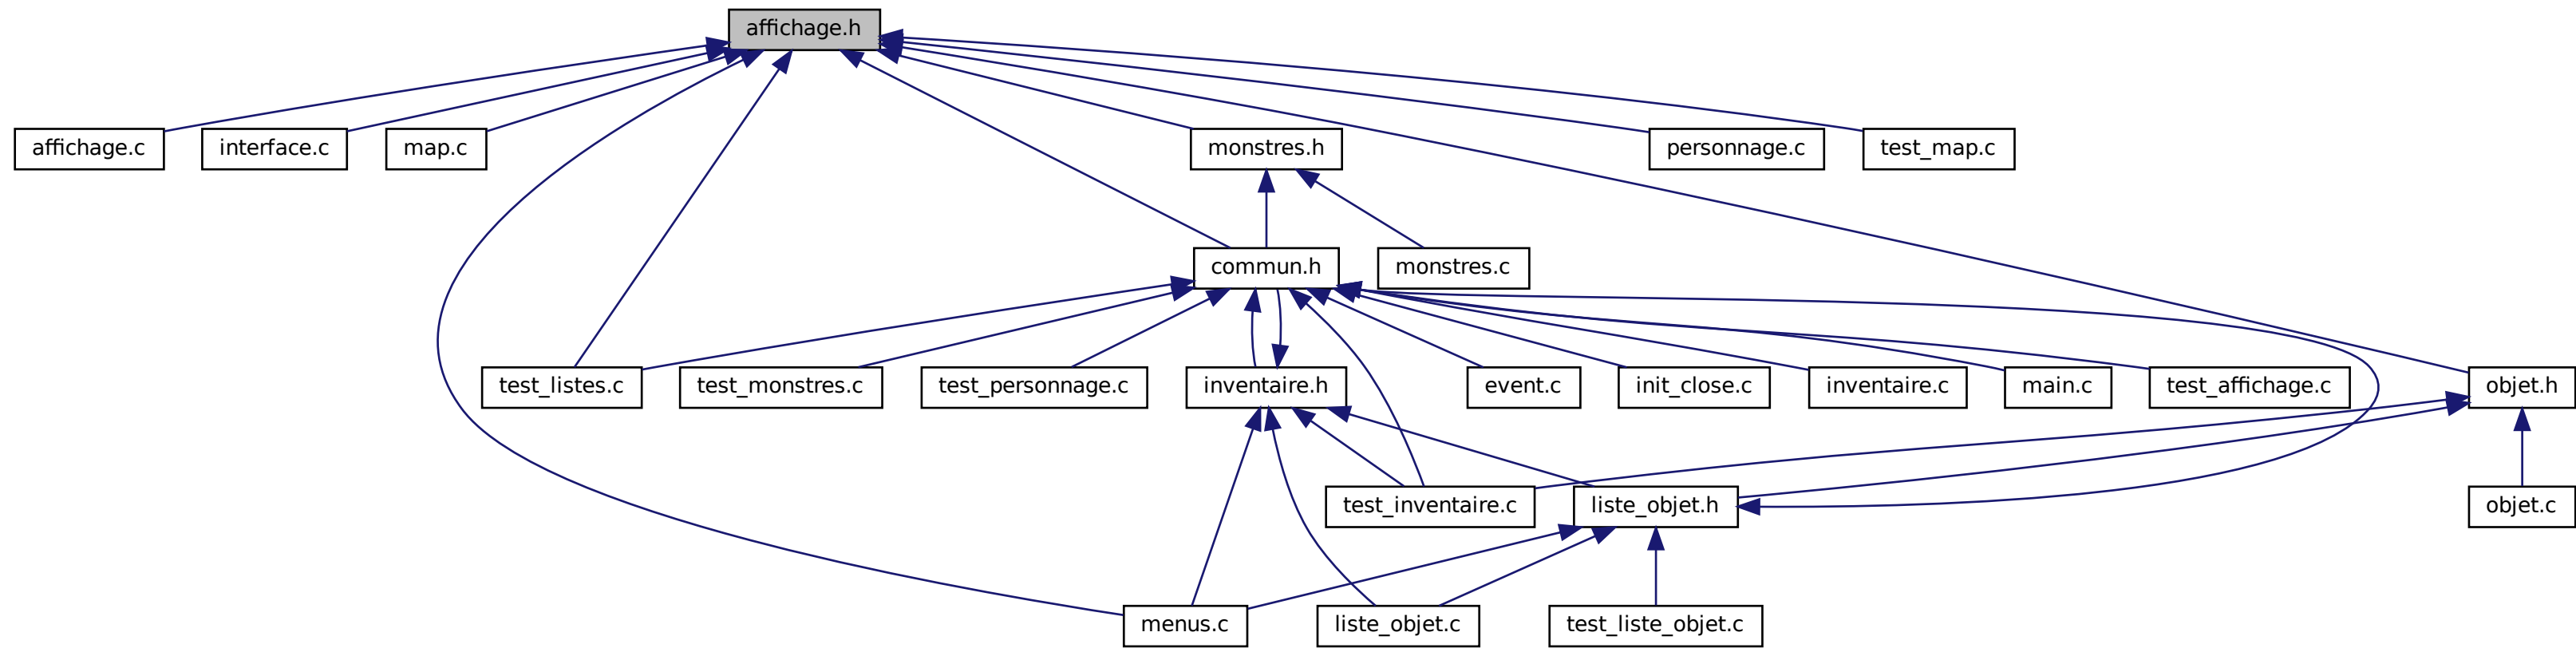 affichage.h
affichage.c
interface.c
map.c
monstres.h
personnage.c
test_map.c
commun.h
monstres.c
test_listes.c
test_monstres.c
test_personnage.c
inventaire.h
event.c
init_close.c
inventaire.c
main.c
test_affichage.c
objet.h
test_inventaire.c
liste_objet.h
objet.c
menus.c
liste_objet.c
test_liste_objet.c